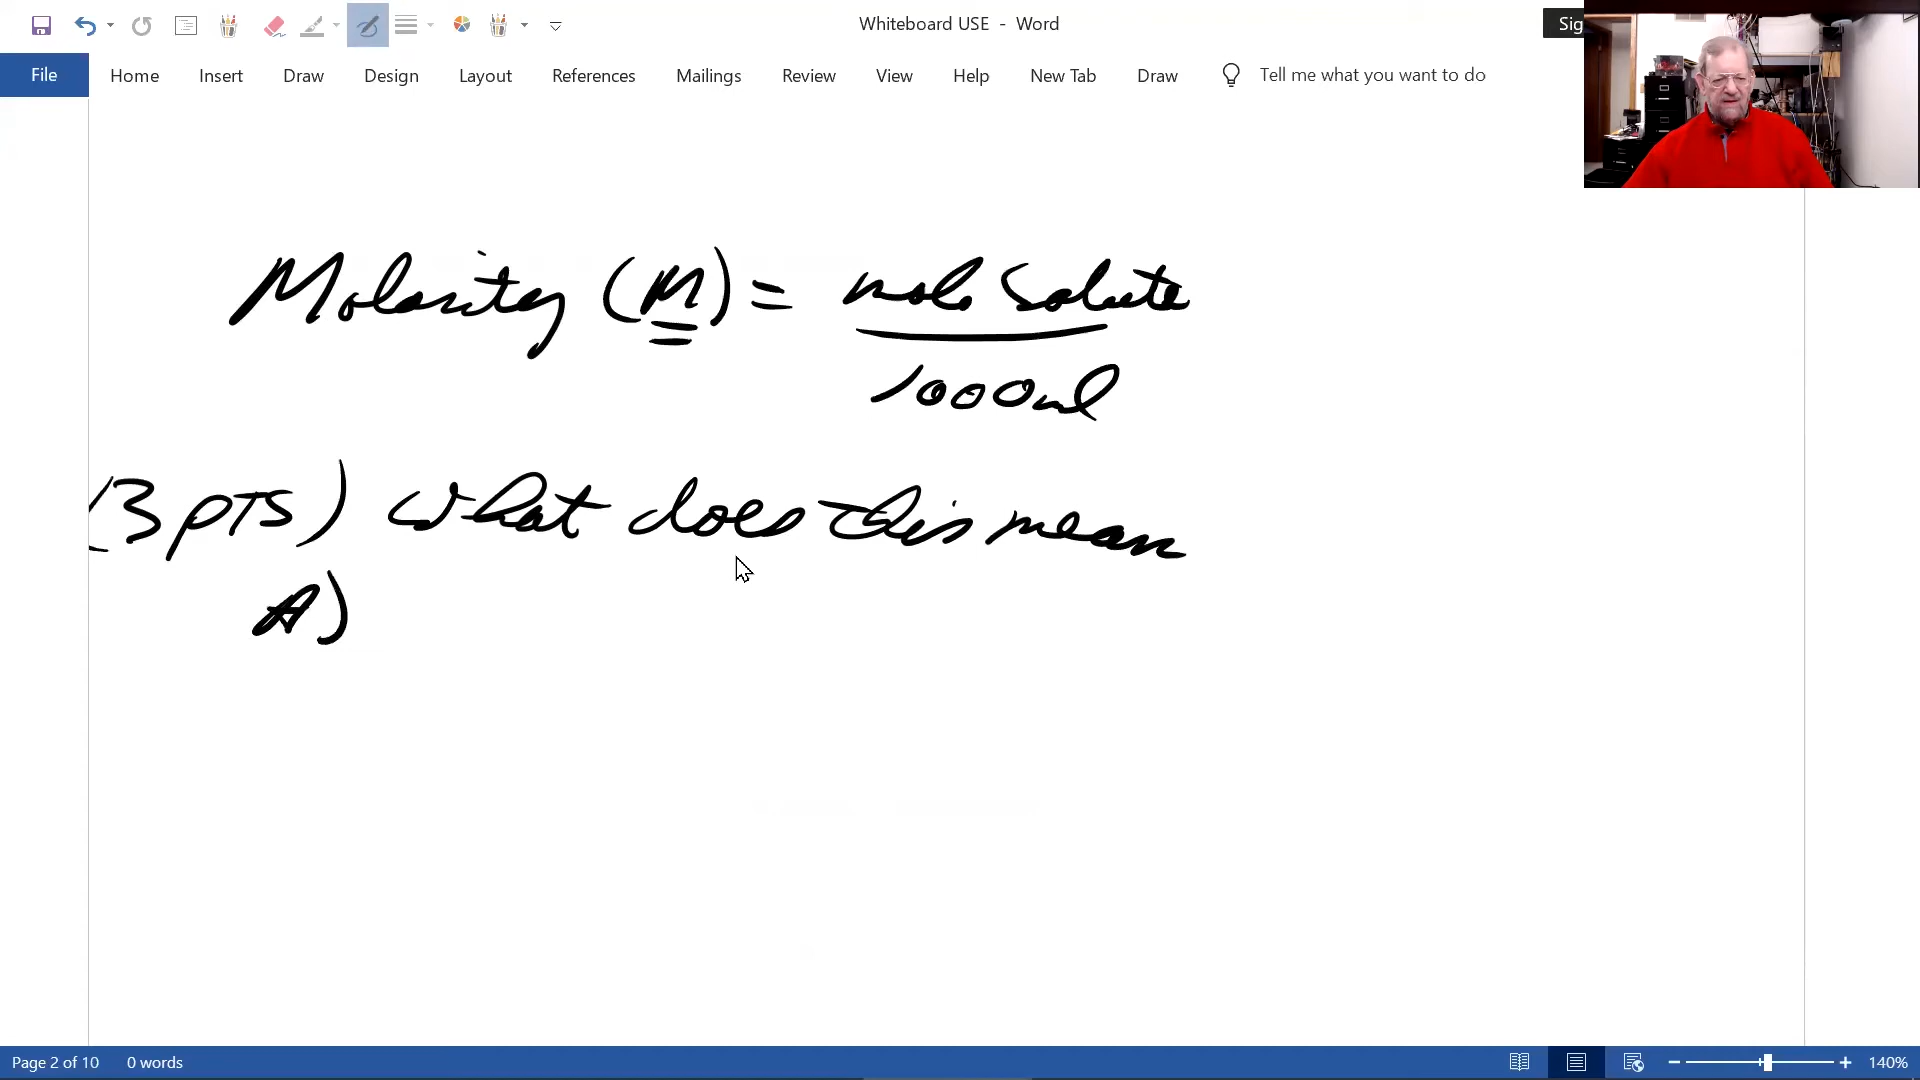 Whiteboard USE - Word
Sig
File Home Insert Draw Design Layout References Mailings Review View Help New Tab Draw Tell me what you want to do
Molarity (M) = mols Solute
1000ml
(3 pTS) What does this mean
A)
Page 2 of 10 0 words
140%